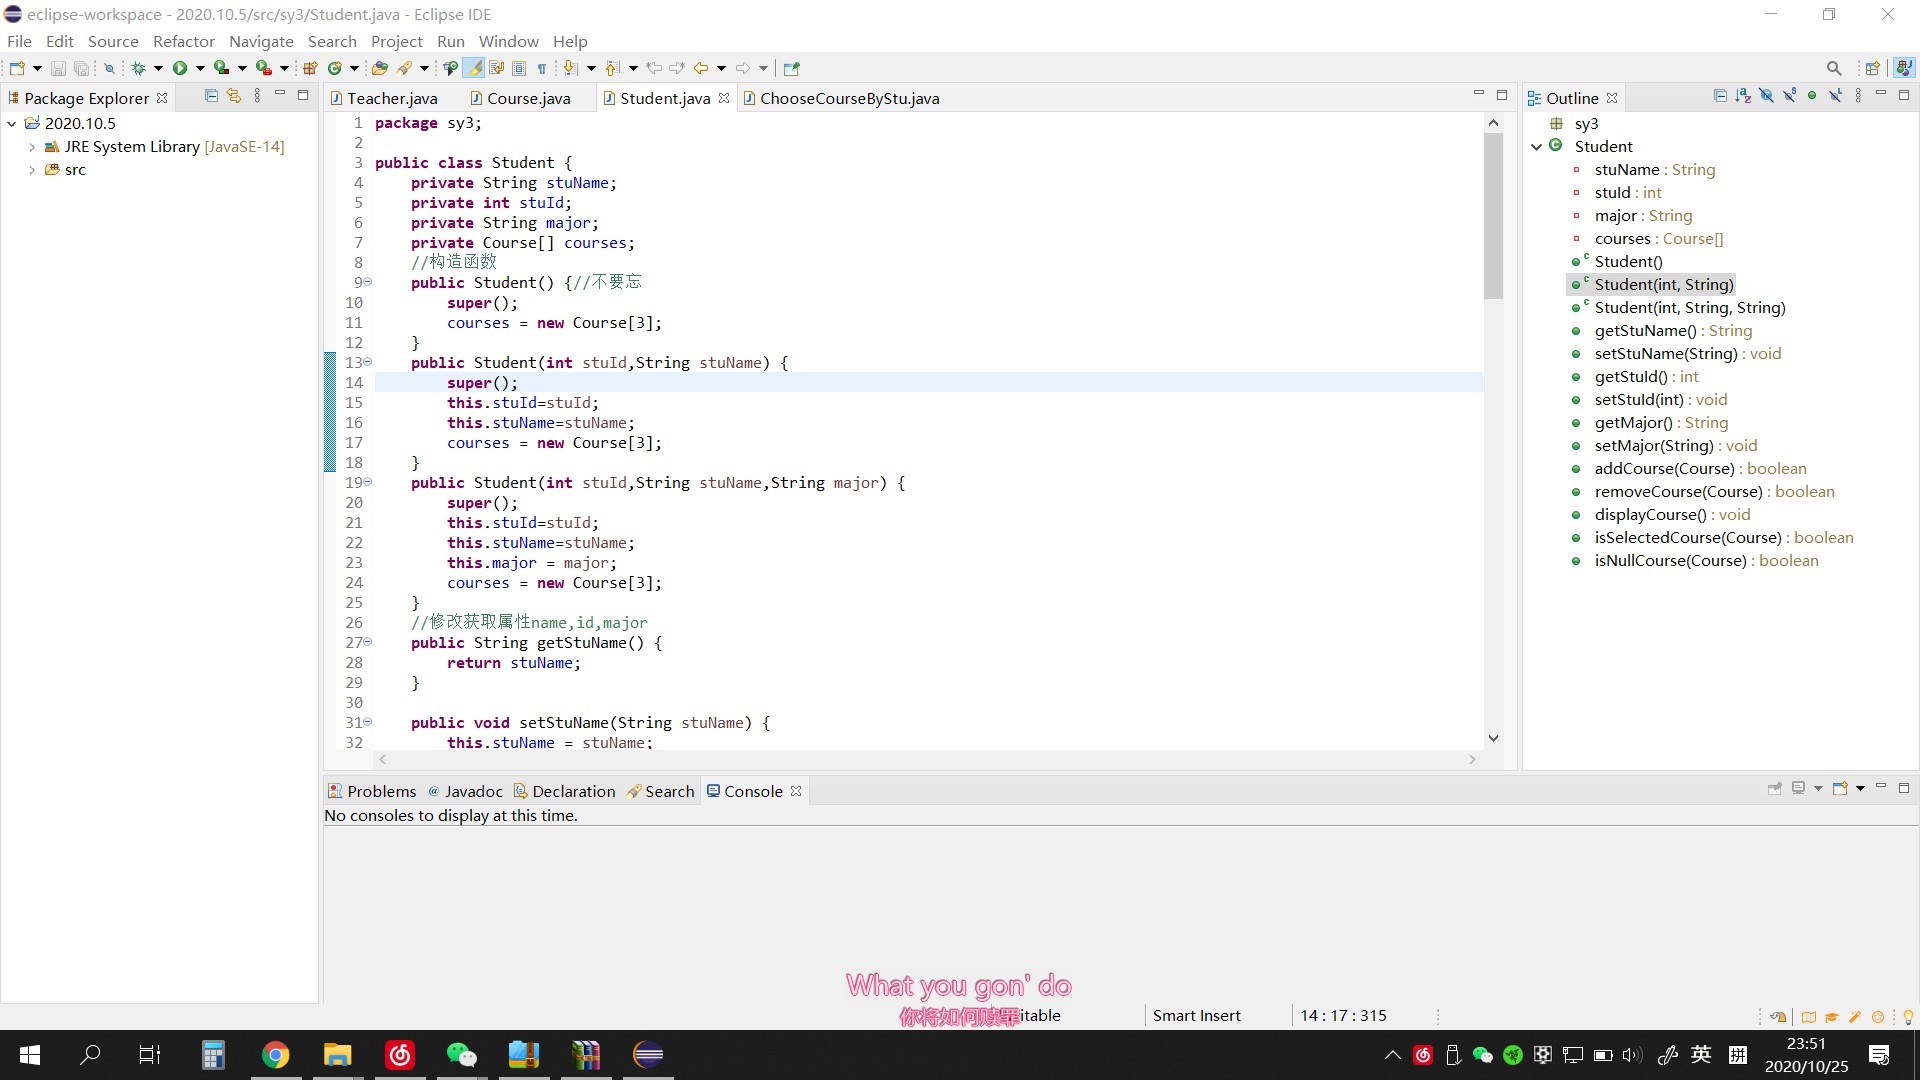 eclipse-workspace - 2020.10.5/src/sy3/Student.java - Eclipse IDE
File Edit Source Refactor Navigate Search Project Run Window Help
Package Explorer
2020.10.5
JRE System Library [JavaSE-14]
src
Teacher.java Course.java Student.java ChooseCourseByStu.java
1 package sy3;
2
3 public class Student {
4 private String stuName;
5 private int stuId;
6 private String major;
7 private Course[] courses;
8 //构造函数
9 public Student() {//不要忘
10 super();
11 courses = new Course[3];
12 }
13 public Student(int stuId,String stuName) {
14 super();
15 this.stuId=stuId;
16 this.stuName=stuName;
17 courses = new Course[3];
18 }
19 public Student(int stuId,String stuName,String major) {
20 super();
21 this.stuId=stuId;
22 this.stuName=stuName;
23 this.major = major;
24 courses = new Course[3];
25 }
26 //修改获取属性name,id,major
27 public String getStuName() {
28 return stuName;
29 }
30
31 public void setStuName(String stuName) {
32 this.stuName = stuName;
Outline
sy3
Student
stuName : String
stuId : int
major : String
courses : Course[]
Student()
Student(int, String)
Student(int, String, String)
getStuName() : String
setStuName(String) : void
getStuId() : int
setStuId(int) : void
getMajor() : String
setMajor(String) : void
addCourse(Course) : boolean
removeCourse(Course) : boolean
displayCourse() : void
isSelectedCourse(Course) : boolean
isNullCourse(Course) : boolean
Problems @ Javadoc Declaration Search Console
No consoles to display at this time.
What you gon' do
你将如何赎罪
itable Smart Insert 14 : 17 : 315
英 拼
23:51
2020/10/25